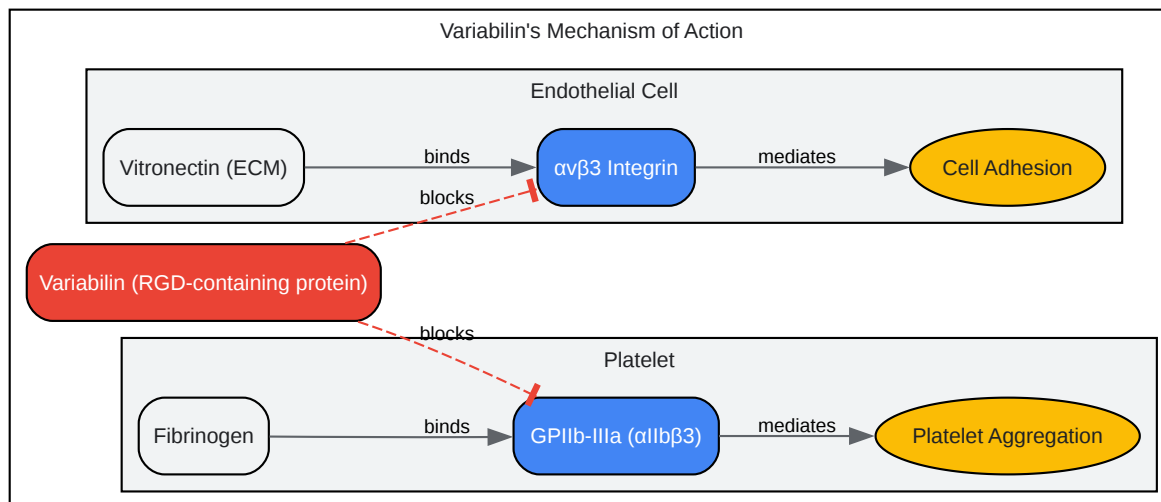 Variabilin's Mechanism of Action
Endothelial Cell
Vitronectin (ECM)
binds
αvβ3 Integrin
mediates
Cell Adhesion
blocks
Variabilin (RGD-containing protein)
blocks
Platelet
Fibrinogen
binds
GPIIb-IIIa (αIIbβ3)
mediates
Platelet Aggregation